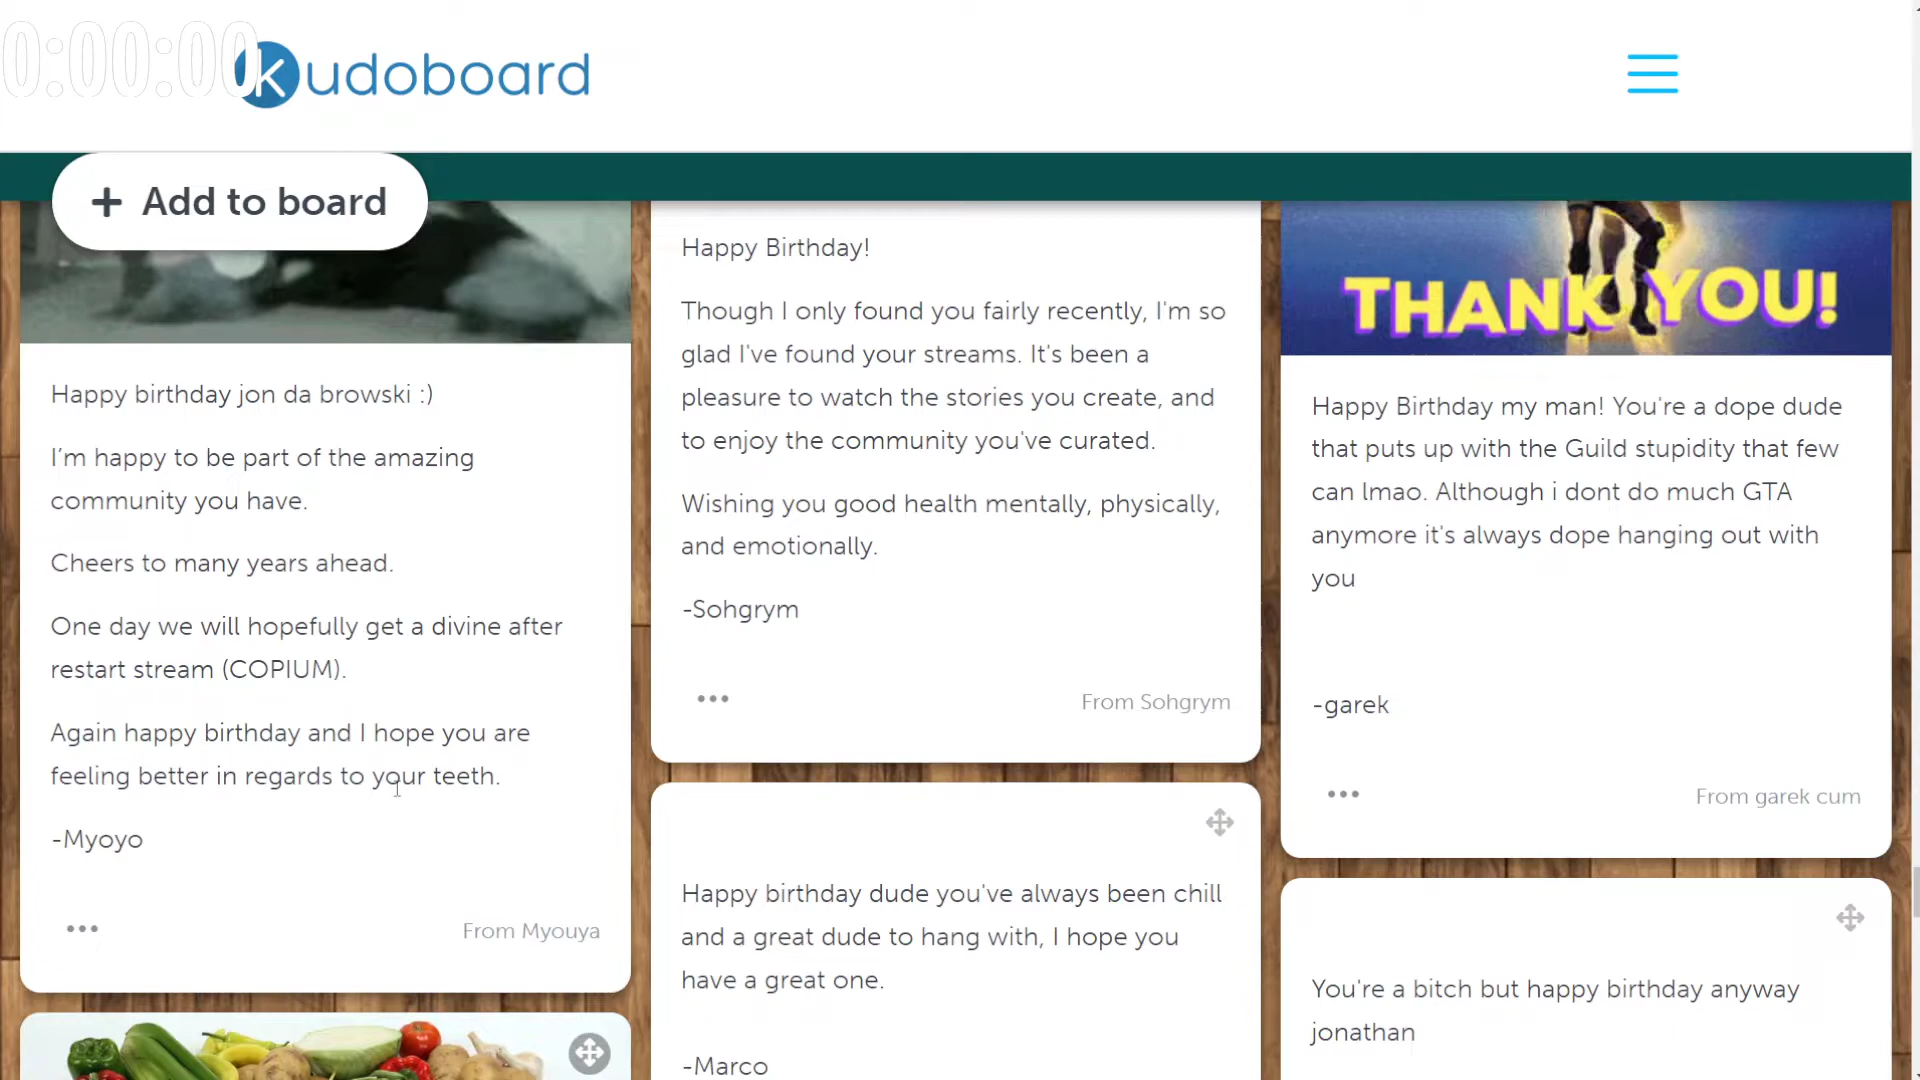 0:00:00
kudoboard
+ Add to board
Happy birthday jon da browski :)
I'm happy to be part of the amazing
community you have.
Cheers to many years ahead.
One day we will hopefully get a divine after
restart stream (COPIUM).
Again happy birthday and I hope you are
feeling better in regards to your teeth.
-Myoyo
From Myouya
Happy Birthday!
Though I only found you fairly recently, I'm so
glad I've found your streams. It's been a
pleasure to watch the stories you create, and
to enjoy the community you've curated.
Wishing you good health mentally, physically,
and emotionally.
-Sohgrym
From Sohgrym
Happy birthday dude you've always been chill
and a great dude to hang with, I hope you
have a great one.
-Marco
THANK YOU!
Happy Birthday my man! You're a dope dude
that puts up with the Guild stupidity that few
can lmao. Although i dont do much GTA
anymore it's always dope hanging out with
you
-garek
From garek cum
You're a bitch but happy birthday anyway
jonathan